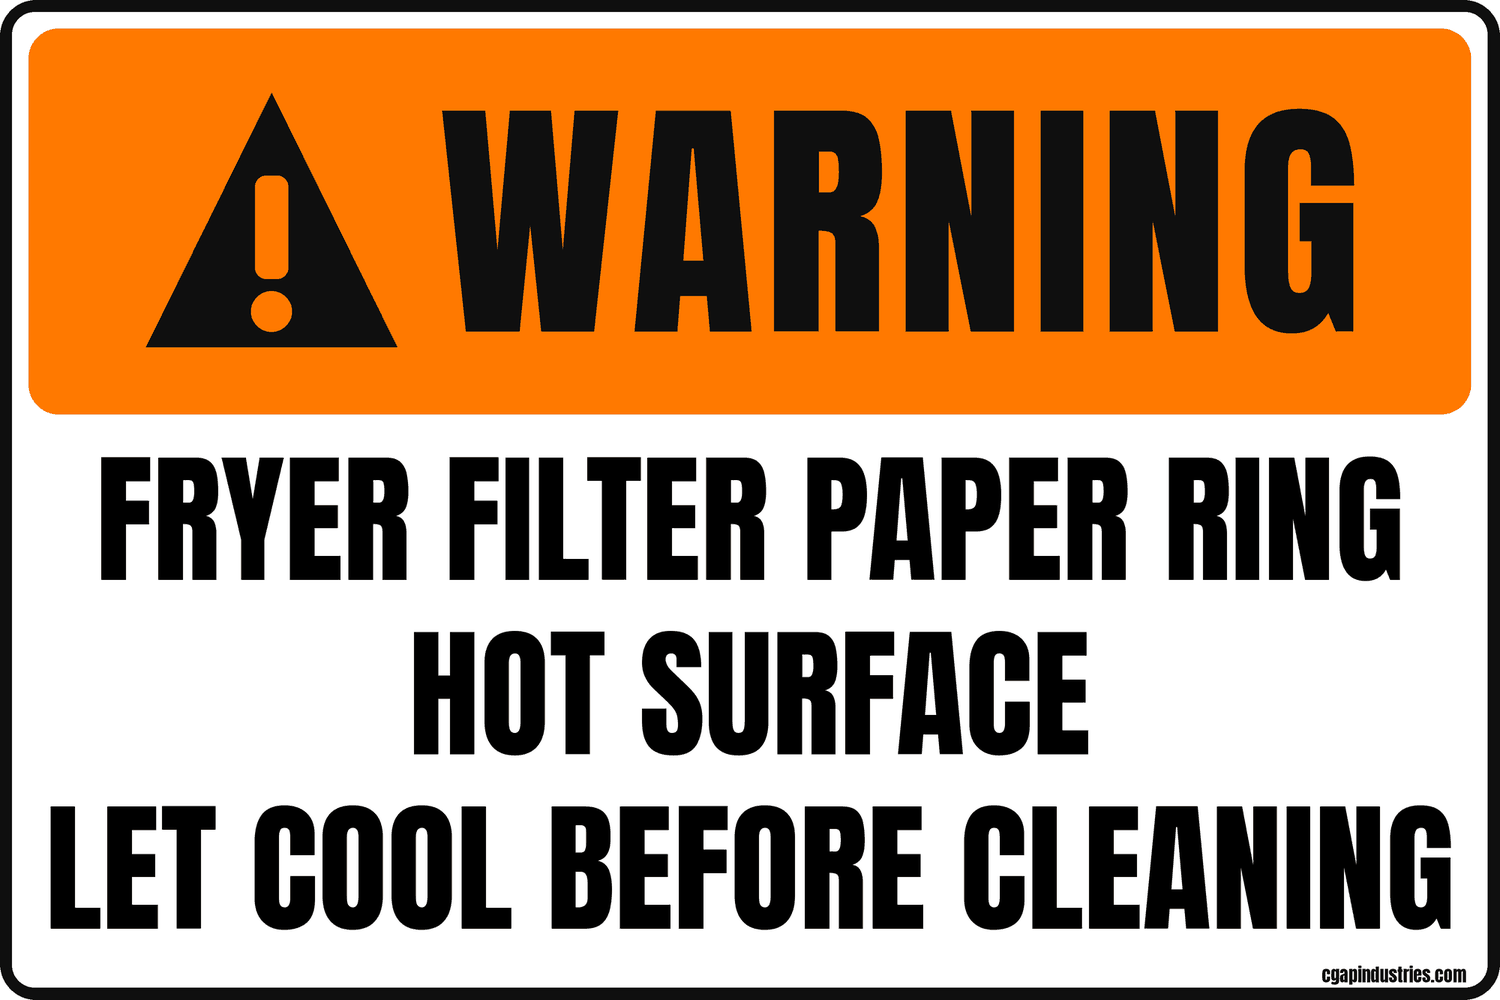 WARNING
FRYER FILTER PAPER RING
HOT SURFACE
LET COOL BEFORE CLEANING
cgapindustries.com